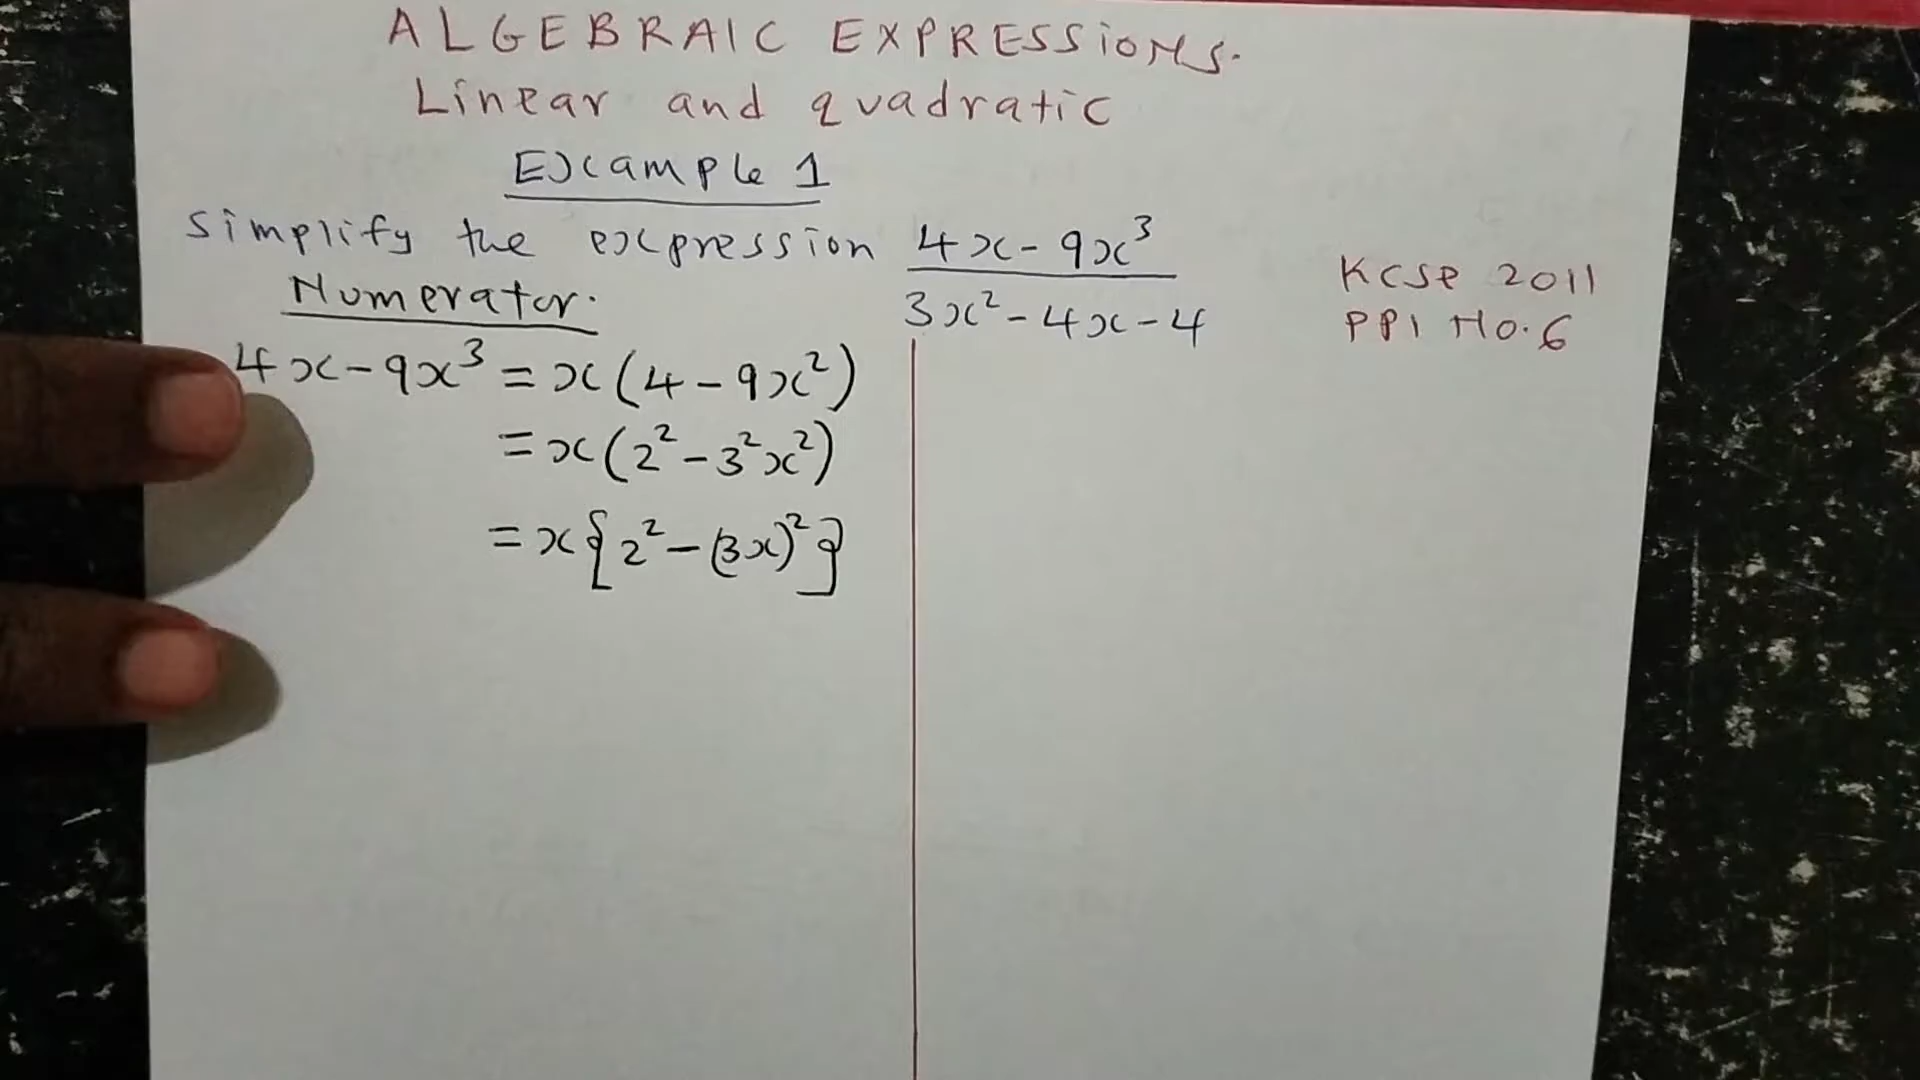 ALGEBRAIC EXPRESSIONS.
Linear and quadratic
Example 1
Simplify the expression 4x - 9x³
3x² - 4x - 4
KCSE 2011
PP1 No. 6
Numerator.
4x - 9x³ = x(4 - 9x²)
= x(2² - 3²x²)
= x{2² - (3x)²}